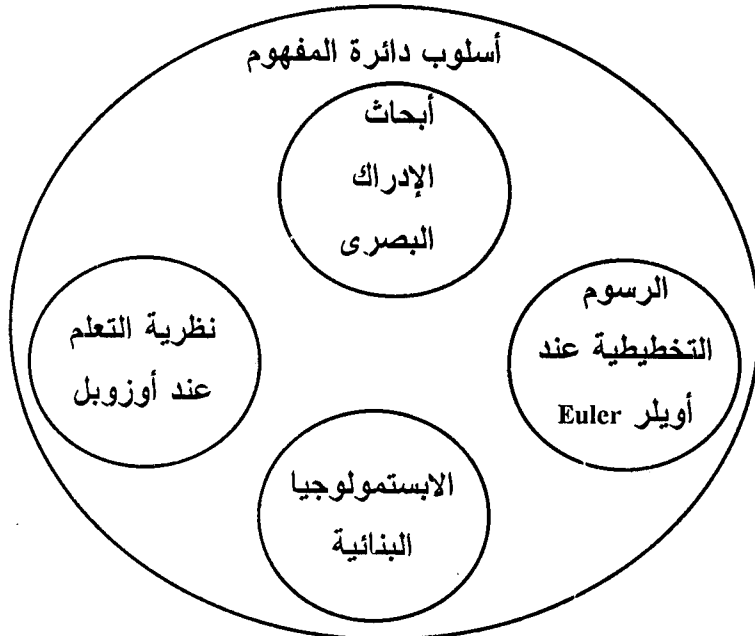 أسلوب دائرة المفهوم
أبحاث
الإدراك
البصرى
الرسوم
التخطيطية عند
أويلر Euler
نظرية التعلم
عند أوزوبل
الابستمولوجيا
البنائية